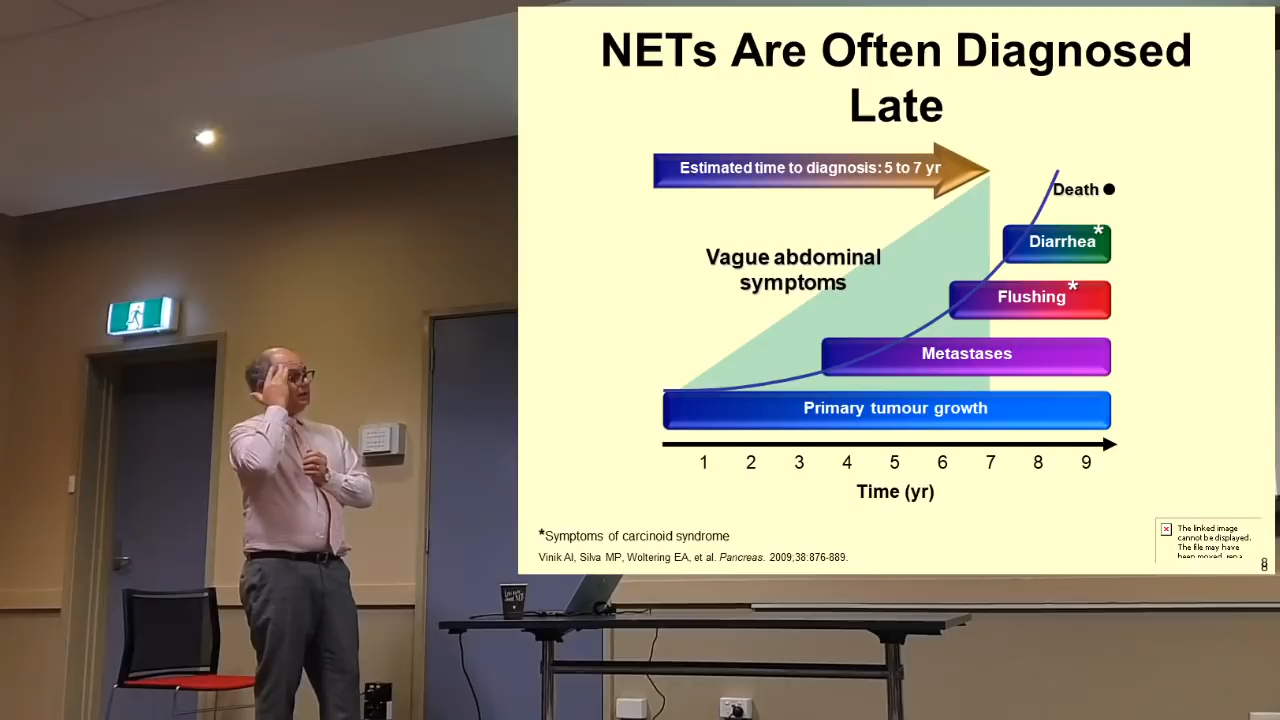 NETs Are Often Diagnosed
Late
Estimated time to diagnosis: 5 to 7 yr
Death
Diarrhea*
Vague abdominal
symptoms
Flushing*
Metastases
Primary tumour growth
1 2 3 4 5 6 7 8 9
Time (yr)
*Symptoms of carcinoid syndrome
Vinik AI, Silva MP, Woltering EA, et al. Pancreas. 2009;38:876-889.
The linked image
cannot be displayed.
The file may have
been moved,
8